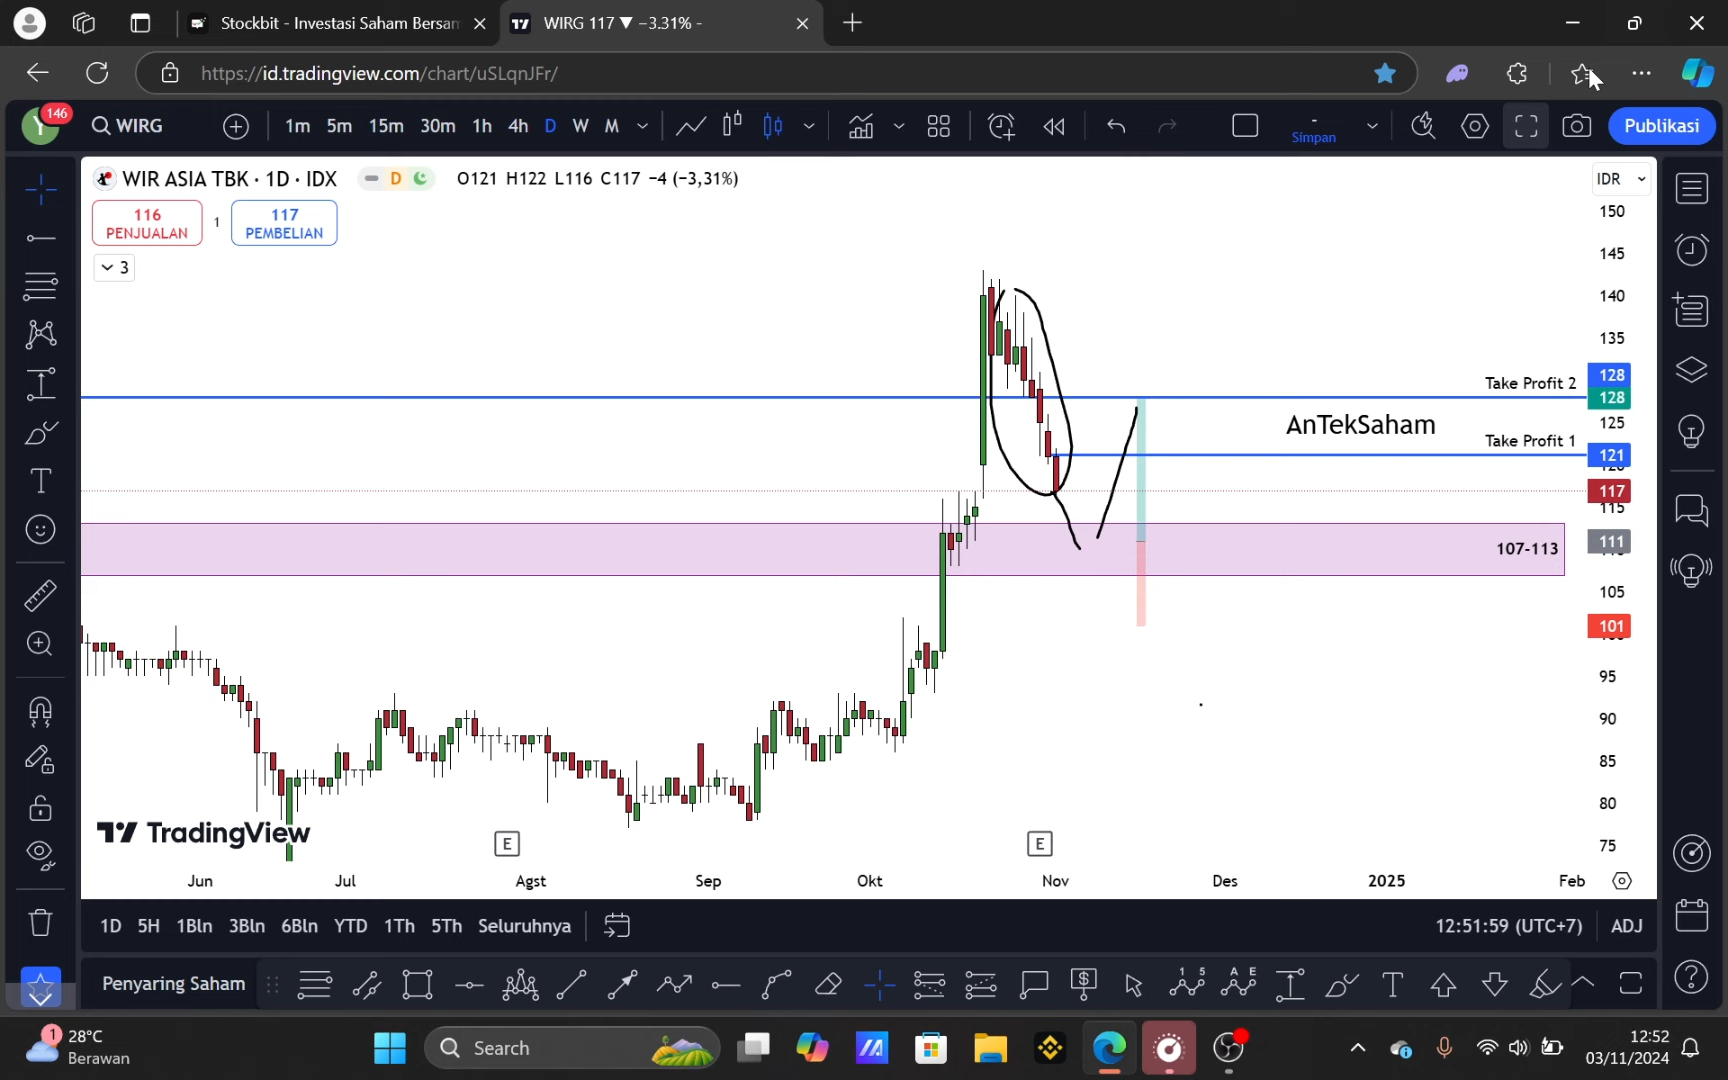 Stockbit - Investasi Saham Bersam
WIRG 117 ▼ −3.31% -
https://id.tradingview.com/chart/uSLqnJFr/
Y
146
WIRG
1m 5m 15m 30m 1h 4h D W M
-
Simpan
Publikasi
WIR ASIA TBK · 1D · IDX
D
O121 H122 L116 C117 −4 (−3,31%)
IDR
116
PENJUALAN
1
117
PEMBELIAN
3
150
145
140
135
Take Profit 2
128
128
AnTekSaham
125
Take Profit 1
121
117
115
107-113
111
105
101
95
90
85
80
75
TradingView
E
E
Jun Jul Agst Sep Okt Nov Des 2025 Feb
1D 5H 1Bln 3Bln 6Bln YTD 1Th 5Th Seluruhnya
12:51:59 (UTC+7)
ADJ
Penyaring Saham
1
28°C
Berawan
Search
12:52
03/11/2024